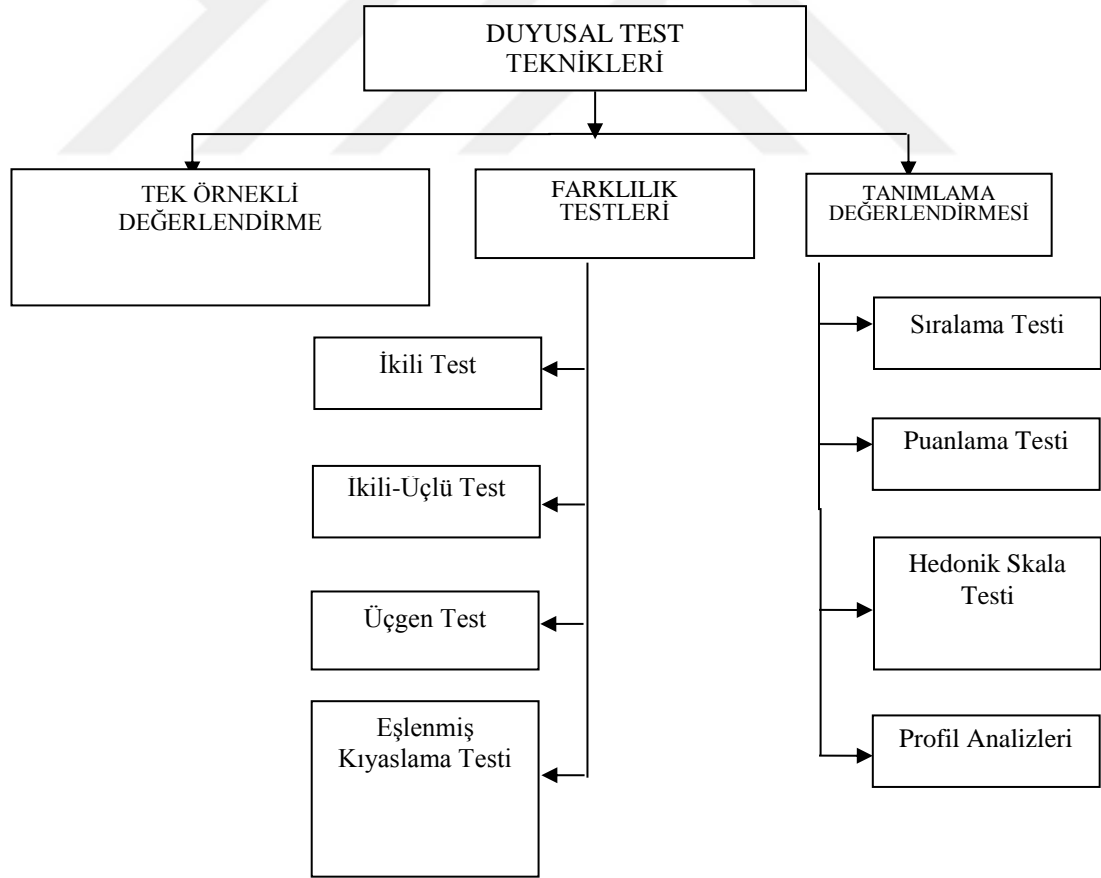 DUYUSAL TEST
TEKNİKLERİ
TEK ÖRNEKLİ
DEĞERLENDİRME
FARKLILIK
TESTLERİ
TANIMLAMA
DEĞERLENDİRMESİ
İkili Test
İkili-Üçlü Test
Üçgen Test
Eşlenmiş
Kıyaslama Testi
Sıralama Testi
Puanlama Testi
Hedonik Skala
Testi
Profil Analizleri